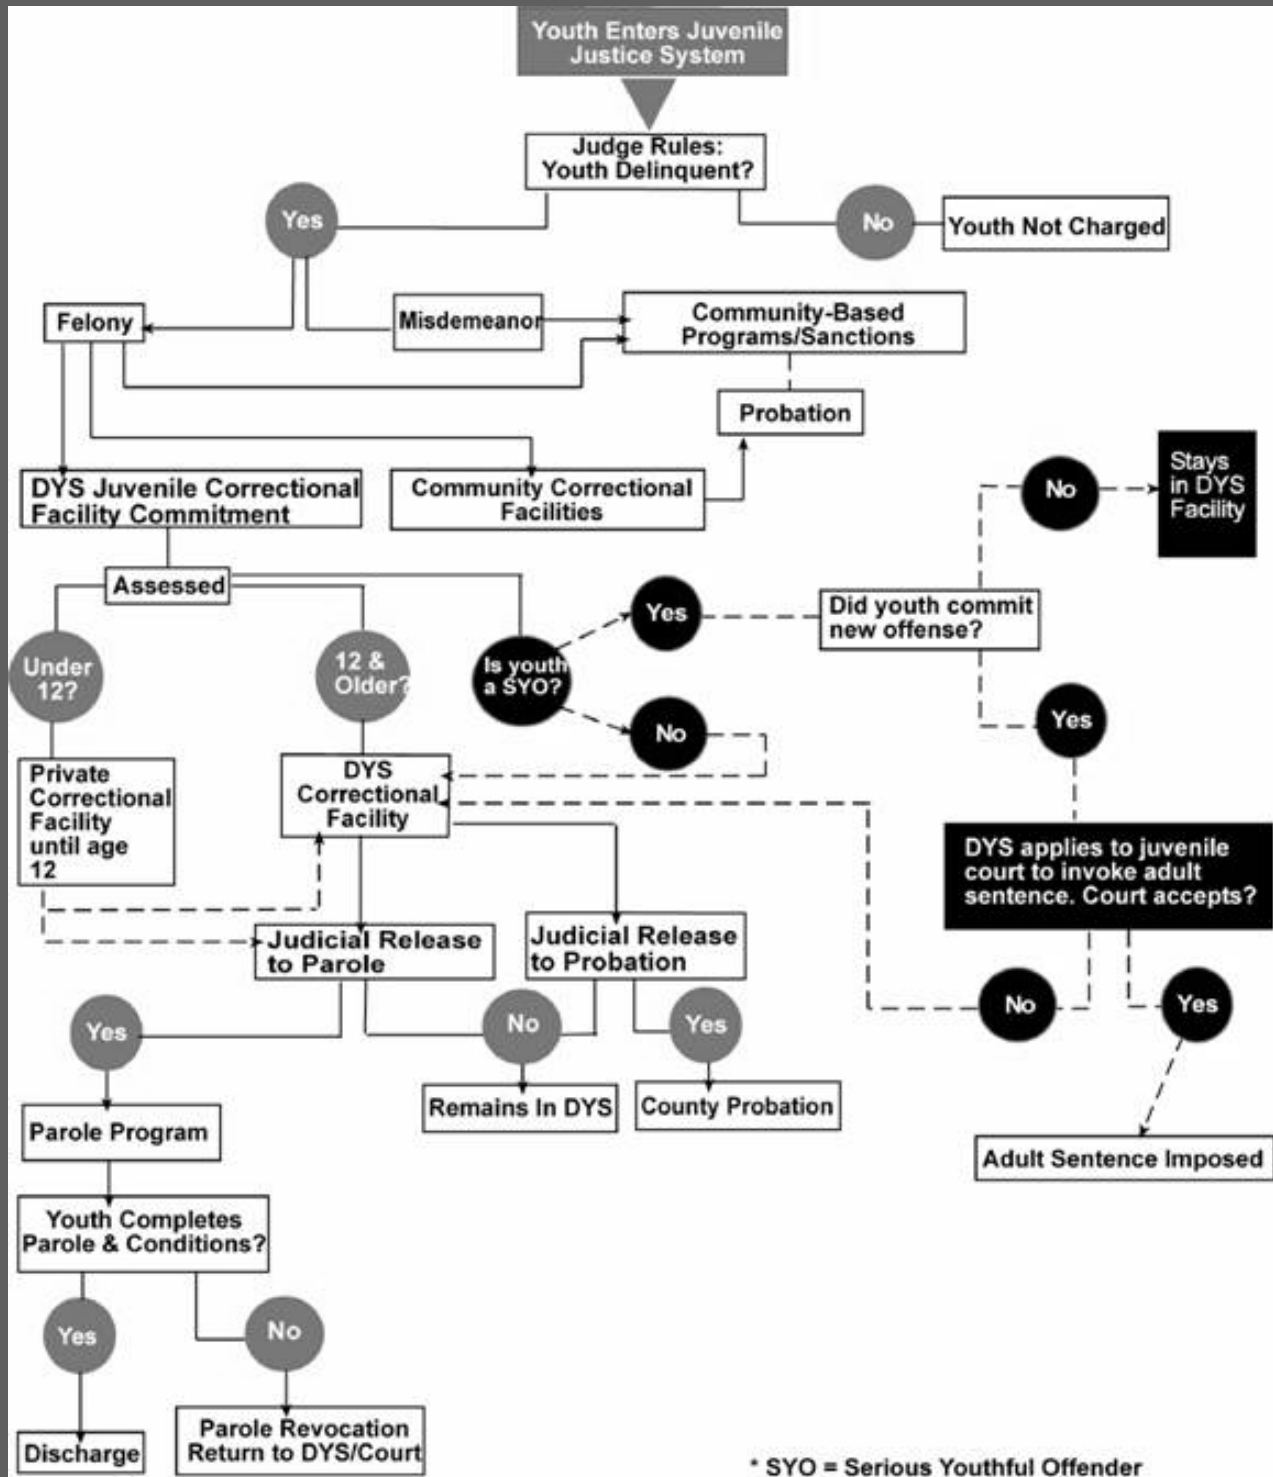 Youth Enters Juvenile
Justice System
Judge Rules:
Youth Delinquent?
Yes
No
Youth Not Charged
Felony
Misdemeanor
Community-Based
Programs/Sanctions
Probation
DYS Juvenile Correctional
Facility Commitment
Community Correctional
Facilities
No
Stays
in DYS
Facility
Assessed
Under
12?
12 &
Older?
Is youth
a SYO?
Yes
No
Did youth commit
new offense?
Yes
Private
Correctional
Facility
until age
12
DYS
Correctional
Facility
DYS applies to juvenile
court to invoke adult
sentence. Court accepts?
Judicial Release
to Parole
Judicial Release
to Probation
Yes
No
Yes
No
Yes
Remains In DYS
County Probation
Parole Program
Adult Sentence Imposed
Youth Completes
Parole & Conditions?
Yes
No
Discharge
Parole Revocation
Return to DYS/Court
* SYO = Serious Youthful Offender